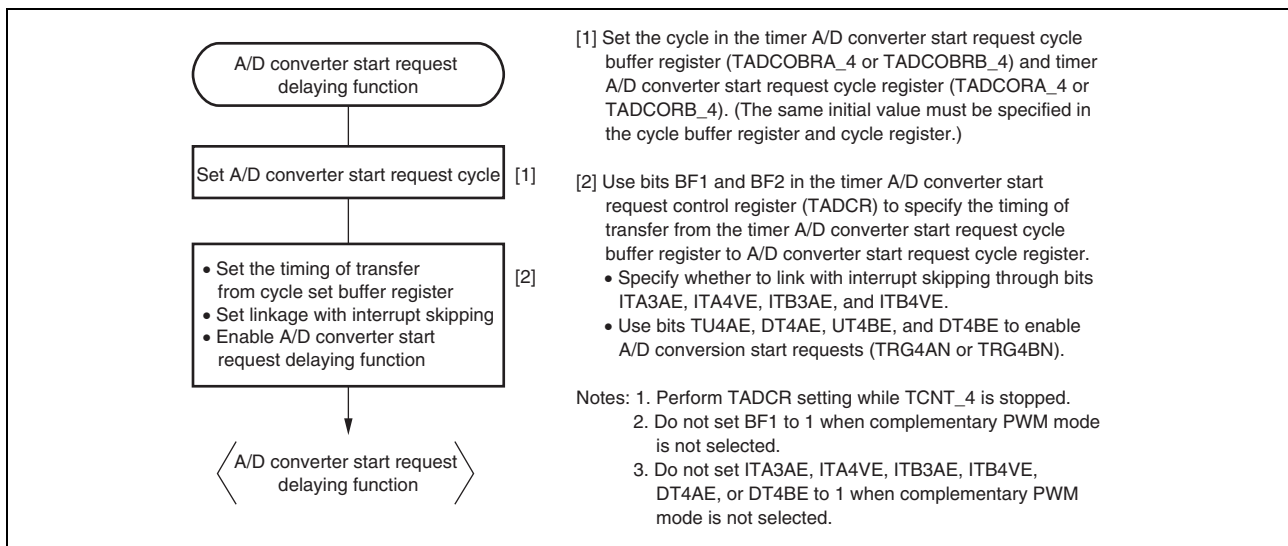 A/D converter start request
delaying function
Set A/D converter start request cycle
[1]
• Set the timing of transfer
from cycle set buffer register
• Set linkage with interrupt skipping
• Enable A/D converter start
request delaying function
[2]
A/D converter start request
delaying function
[1] Set the cycle in the timer A/D converter start request cycle
buffer register (TADCOBRA_4 or TADCOBRB_4) and timer
A/D converter start request cycle register (TADCORA_4 or
TADCORB_4). (The same initial value must be specified in
the cycle buffer register and cycle register.)
[2] Use bits BF1 and BF2 in the timer A/D converter start
request control register (TADCR) to specify the timing of
transfer from the timer A/D converter start request cycle
buffer register to A/D converter start request cycle register.
• Specify whether to link with interrupt skipping through bits
ITA3AE, ITA4VE, ITB3AE, and ITB4VE.
• Use bits TU4AE, DT4AE, UT4BE, and DT4BE to enable
A/D conversion start requests (TRG4AN or TRG4BN).
Notes: 1. Perform TADCR setting while TCNT_4 is stopped.
2. Do not set BF1 to 1 when complementary PWM mode
is not selected.
3. Do not set ITA3AE, ITA4VE, ITB3AE, ITB4VE,
DT4AE, or DT4BE to 1 when complementary PWM
mode is not selected.